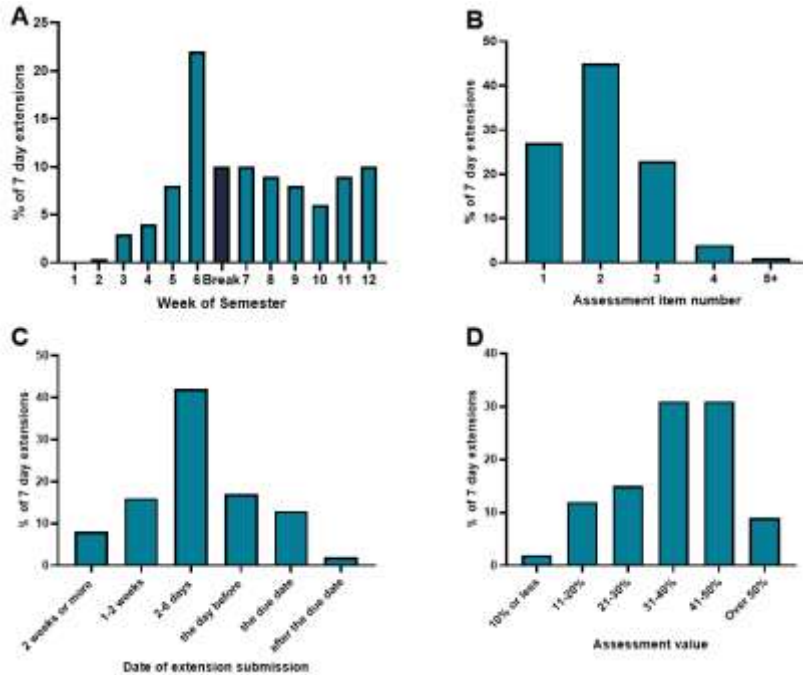 A
% of 7 day extensions
25
20
15
10
5
0
1 2 3 4 5 6 Break 7 8 9 10 11 12
Week of Semester
B
% of 7 day extensions
50
40
30
20
10
0
1 2 3 4 5+
Assessment item number
C
% of 7 day extensions
50
40
30
20
10
0
2 weeks or more
1-2 weeks
2-6 days
the day before
the due date
after the due date
Date of extension submission
D
% of 7 day extensions
40
30
20
10
0
10% or less
11-20%
21-30%
31-40%
41-50%
Over 50%
Assessment value